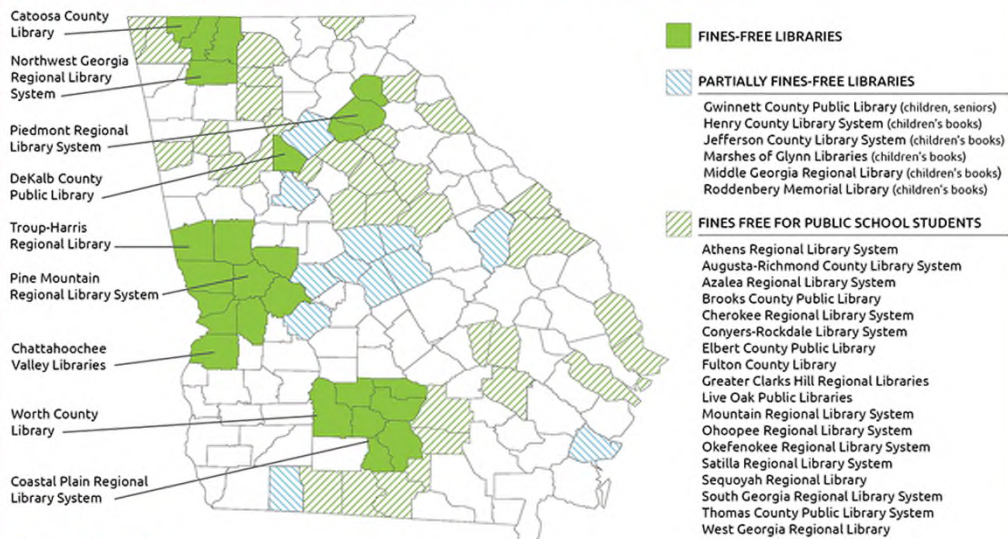 Catoosa County
Library
Northwest Georgia
Regional Library
System
Piedmont Regional
Library System
DeKalb County
Public Library
Troup-Harris
Regional Library
Pine Mountain
Regional Library System
Chattahoochee
Valley Libraries
Worth County
Library
Coastal Plain Regional
Library System
FINES-FREE LIBRARIES
PARTIALLY FINES-FREE LIBRARIES
Gwinnett County Public Library (children, seniors)
Henry County Library System (children's books)
Jefferson County Library System (children's books)
Marshes of Glynn Libraries (children's books)
Middle Georgia Regional Library (children's books)
Roddenbery Memorial Library (children's books)
FINES FREE FOR PUBLIC SCHOOL STUDENTS
Athens Regional Library System
Augusta-Richmond County Library System
Azalea Regional Library System
Brooks County Public Library
Cherokee Regional Library System
Conyers-Rockdale Library System
Elbert County Public Library
Fulton County Library
Greater Clarks Hill Regional Libraries
Live Oak Public Libraries
Mountain Regional Library System
Ohoopee Regional Library System
Okefenokee Regional Library System
Satilla Regional Library System
Sequoyah Regional Library
South Georgia Regional Library System
Thomas County Public Library System
West Georgia Regional Library